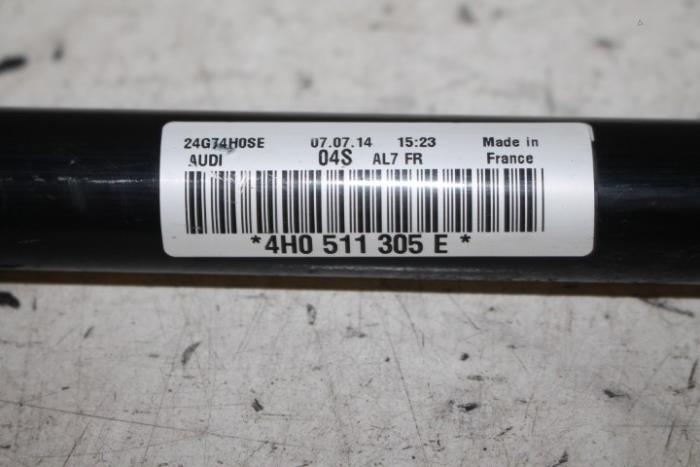 24G74H0SE 07.07.14 15:23 Made in
AUDI 04S AL7 FR France
*4H0 511 305 E*